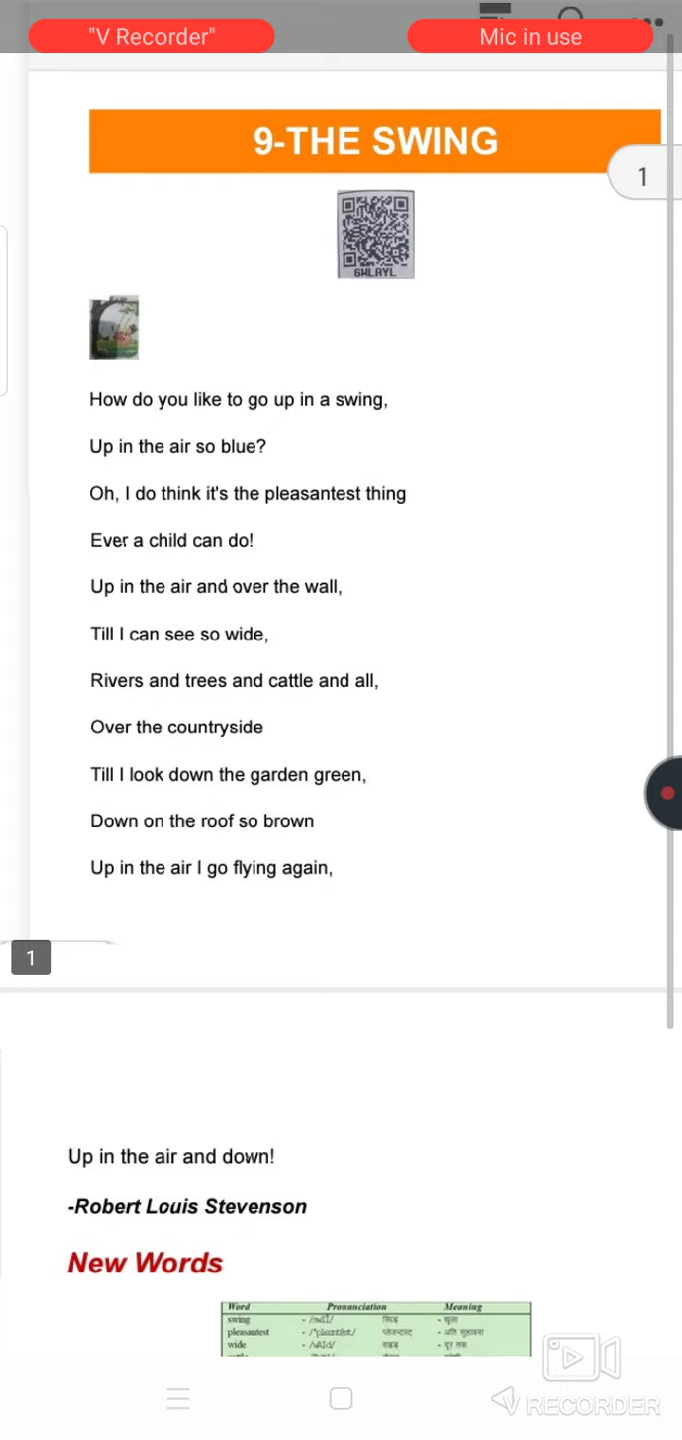 "V Recorder"
Mic in use
9-THE SWING
1
6WLAYL
How do you like to go up in a swing,
Up in the air so blue?
Oh, I do think it's the pleasantest thing
Ever a child can do!
Up in the air and over the wall,
Till I can see so wide,
Rivers and trees and cattle and all,
Over the countryside
Till I look down the garden green,
Down on the roof so brown
Up in the air I go flying again,
1
Up in the air and down!
-Robert Louis Stevenson
New Words
Word Pronunciation Meaning
swing स्विङ् - झूला
pleasantest - अति सुहावना
wide वाइड - दूर तक
V RECORDER